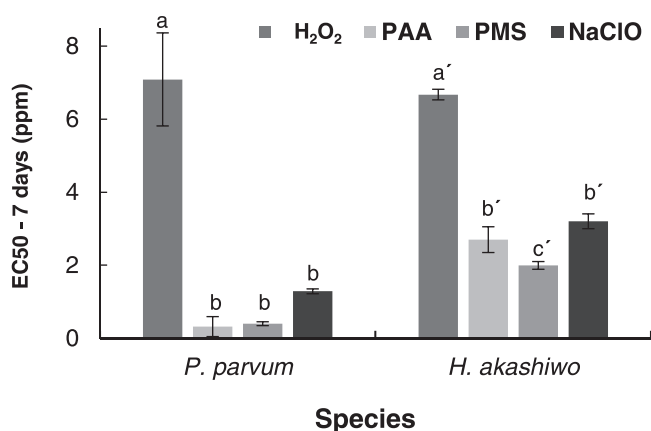 H₂O₂ PAA PMS NaClO
EC50 - 7 days (ppm)
8
6
4
2
0
a
b
b
b
a´
b´
c´
b´
P. parvum
H. akashiwo
Species